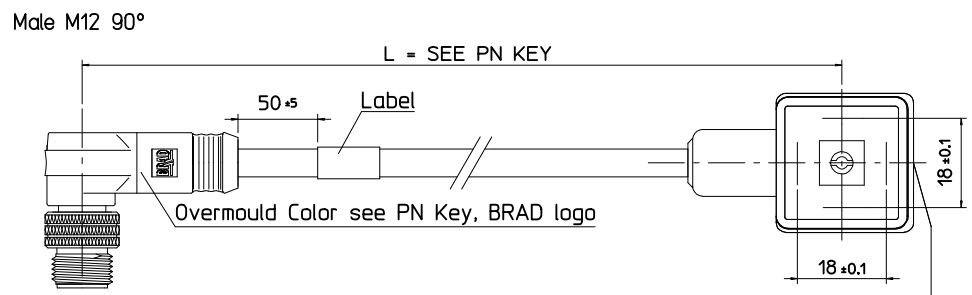 Male M12 90°
L = SEE PN KEY
50 ±5
Label
BRAD
18 ±0.1
Overmould Color see PN Key, BRAD logo
18 ±0.1